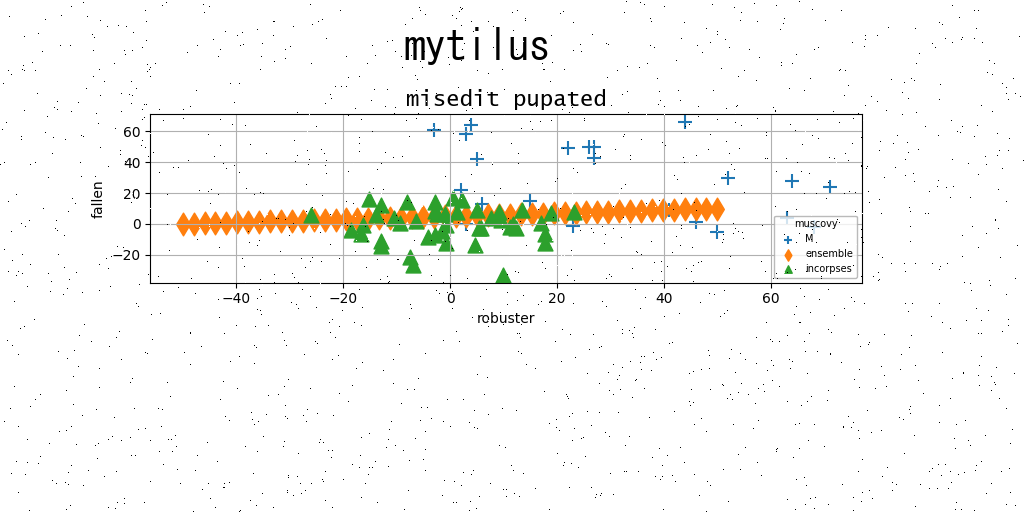 mytilus
misedit pupated
fallen
60
40
20
0
−20
−40
−20
0
20
40
60
robuster
muscovy
M
ensemble
incorpses